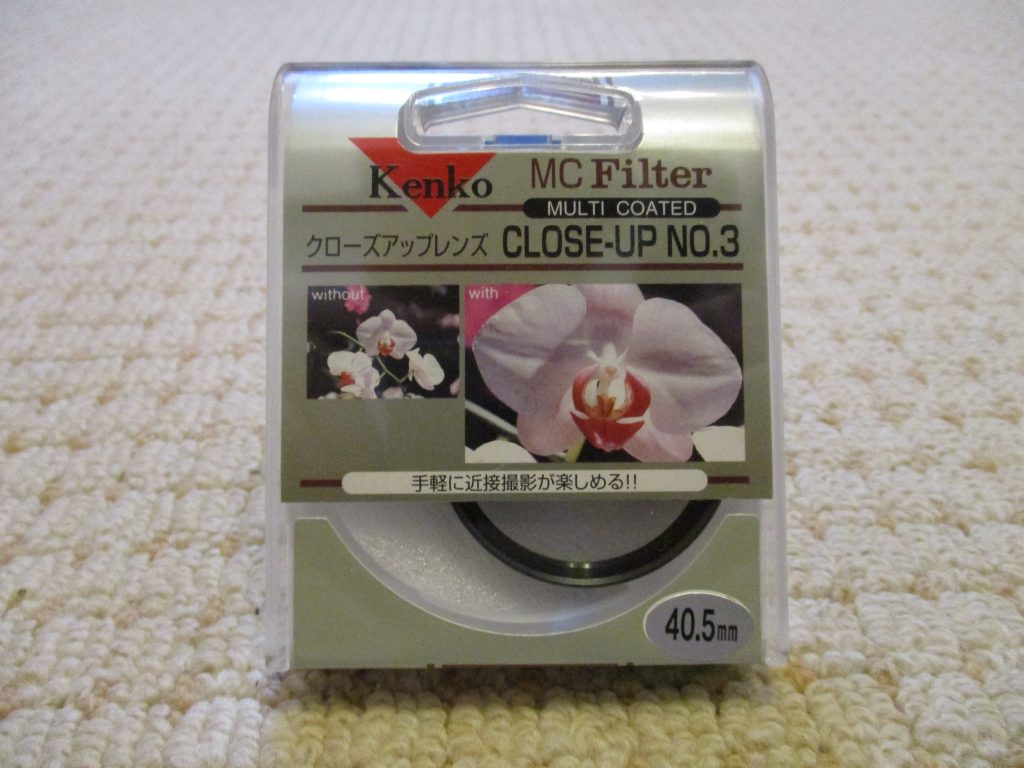 Kenko
MC Filter
MULTI COATED
クローズアップレンズ CLOSE-UP NO.3
without
with
手軽に近接撮影が楽しめる!!
40.5mm